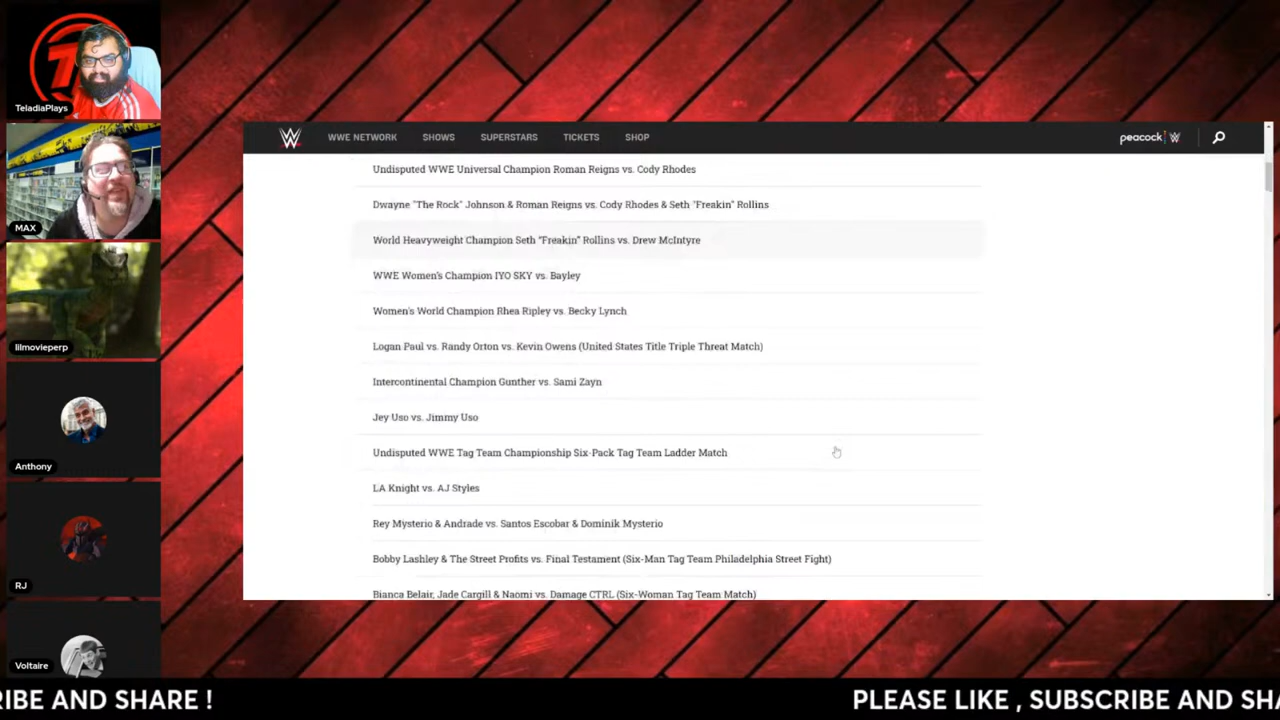 TeladiaPlays
MAX
lilmovieperp
Anthony
RJ
Voltaire
WWE NETWORK SHOWS SUPERSTARS TICKETS SHOP peacock W
Undisputed WWE Universal Champion Roman Reigns vs. Cody Rhodes
Dwayne "The Rock" Johnson & Roman Reigns vs. Cody Rhodes & Seth "Freakin" Rollins
World Heavyweight Champion Seth "Freakin" Rollins vs. Drew McIntyre
WWE Women's Champion IYO SKY vs. Bayley
Women's World Champion Rhea Ripley vs. Becky Lynch
Logan Paul vs. Randy Orton vs. Kevin Owens (United States Title Triple Threat Match)
Intercontinental Champion Gunther vs. Sami Zayn
Jey Uso vs. Jimmy Uso
Undisputed WWE Tag Team Championship Six-Pack Tag Team Ladder Match
LA Knight vs. AJ Styles
Rey Mysterio & Andrade vs. Santos Escobar & Dominik Mysterio
Bobby Lashley & The Street Profits vs. Final Testament (Six-Man Tag Team Philadelphia Street Fight)
Bianca Belair, Jade Cargill & Naomi vs. Damage CTRL (Six-Woman Tag Team Match)
RIBE AND SHARE ! PLEASE LIKE , SUBSCRIBE AND SHA